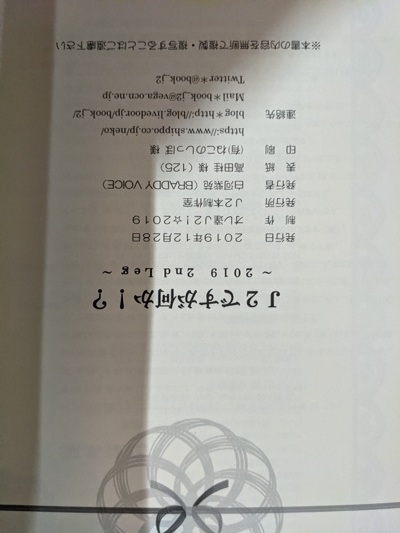 J2ですが何か!?
~ 2019 2nd Leg ~
発行日 2019年12月28日
制 作 オレ達J2!☆2019
発行所 J2本制作室
発行者 白河紫苑(BRADDY VOICE)
表 紙 高田桂 様(125)
印 刷 (有)ねこのしっぽ 様
https://www.shippo.co.jp/neko/
連絡先 blog*http://blog.livedoor.jp/book_j2/
Mail*book_j2@vega.ocn.ne.jp
Twitter*@book_j2
※本書の内容を無断で複製・複写することはご遠慮下さい